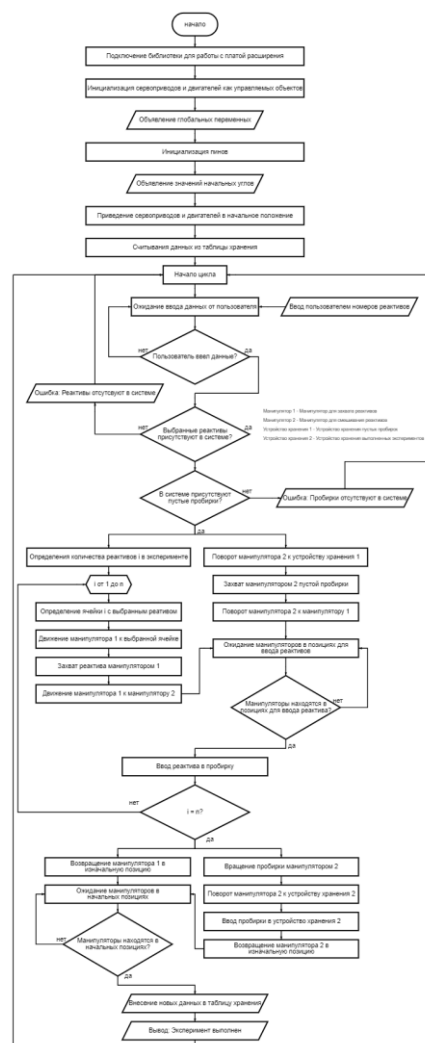 начало
Подключение библиотеки для работы с платой расширения
Инициализация сервоприводов и двигателей как управляемых объектов
Объявление глобальных переменных
Инициализация пинов
Объявление значений начальных углов
Приведение сервоприводов и двигателей в начальное положение
Считывания данных из таблицы хранения
Начало цикла
Ожидание ввода данных от пользователя
Ввод пользователем номеров реактивов
нет
Пользователь ввел данные?
да
Ошибка: Реактивы отсутсвуют в системе
нет
Выбранные реактивы
присутствуют в системе?
да
Манипулятор 1 - Манипулятор для захвата реактивов
Манипулятор 2 - Манипулятор для смешивания реактивов
Устройство хранения 1 - Устройство хранения пустых пробирок
Устройство хранения 2 - Устройство хранения выполненных экспериментов
В системе присутствуют
пустые пробирки?
нет
Ошибка: Пробирки отсутствуют в системе
да
Определения количества реактивов i в эксперименте
Поворот манипулятора 2 к устройству хранения 1
i от 1 до n
Захват манипулятором 2 пустой пробирки
Определение ячейки i с выбранным реативом
Поворот манипулятора 2 к манипулятору 1
Движение манипулятора 1 к выбранной ячейке
Ожидание манипуляторов в позициях для
ввода реактивов
Захват реактива манипулятором 1
Движение манипулятора 1 к манипулятору 2
Манипуляторы находятся в
позициях для ввода реактива?
нет
да
Ввод реактива в пробирку
нет
i = n?
да
Возвращение манипулятора 1 в
изначальную позицию
Вращение пробирки манипулятором 2
Ожидание манипуляторов в
начальных позициях
Поворот манипулятора 2 к устройству хранения 2
Ввод пробирки в устройство хранения 2
нет
Манипуляторы находятся в
начальных позициях?
Возвращение манипулятора 2 в
изначальную позицию
да
Внесение новых данных в таблицу хранения
Вывод: Эксперимент выполнен